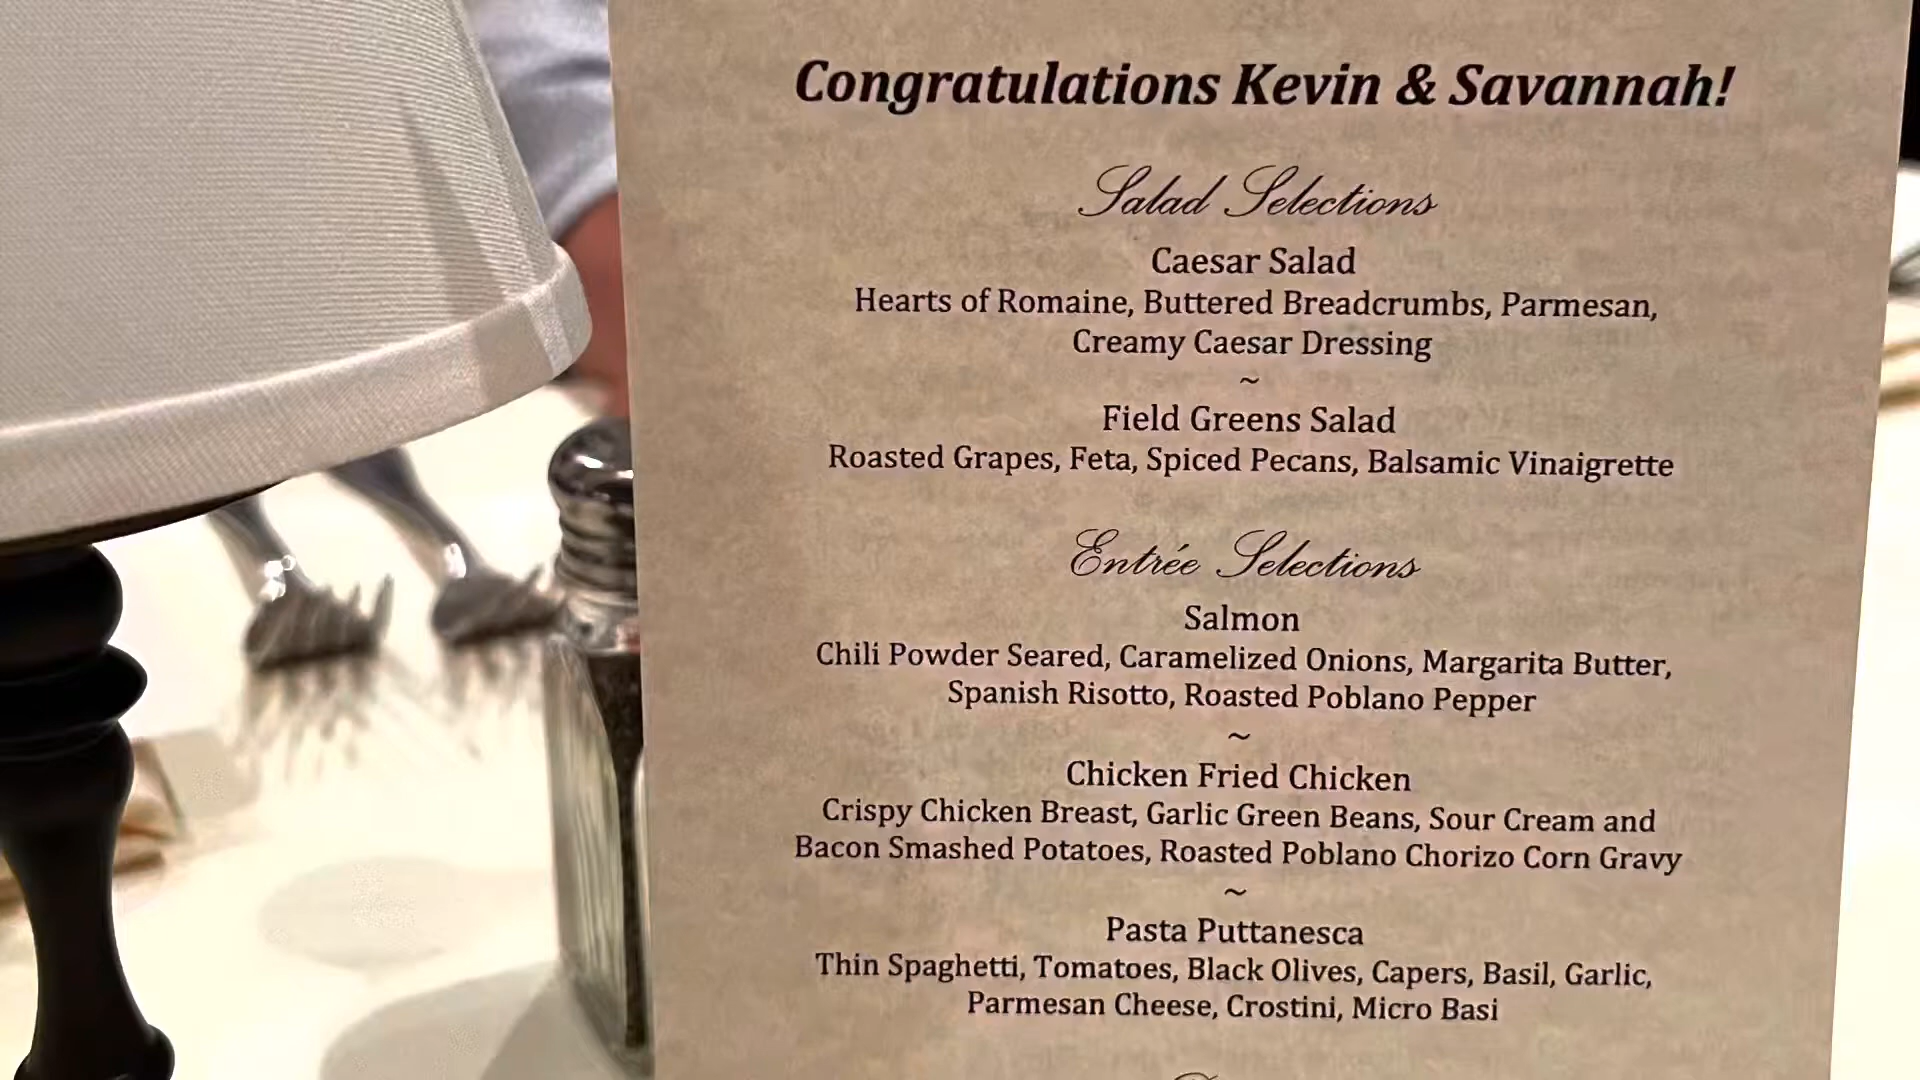 Congratulations Kevin & Savannah!
Salad Selections
Caesar Salad
Hearts of Romaine, Buttered Breadcrumbs, Parmesan,
Creamy Caesar Dressing
~
Field Greens Salad
Roasted Grapes, Feta, Spiced Pecans, Balsamic Vinaigrette
Entrée Selections
Salmon
Chili Powder Seared, Caramelized Onions, Margarita Butter,
Spanish Risotto, Roasted Poblano Pepper
~
Chicken Fried Chicken
Crispy Chicken Breast, Garlic Green Beans, Sour Cream and
Bacon Smashed Potatoes, Roasted Poblano Chorizo Corn Gravy
~
Pasta Puttanesca
Thin Spaghetti, Tomatoes, Black Olives, Capers, Basil, Garlic,
Parmesan Cheese, Crostini, Micro Basi